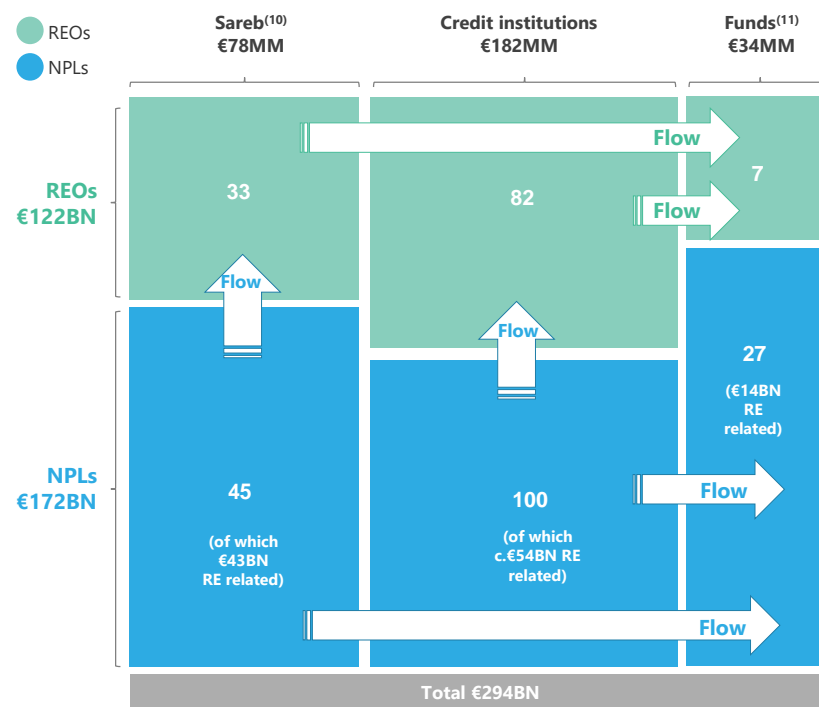 REOs
NPLs
Sareb(10)
€78MM
Credit institutions
€182MM
Funds(11)
€34MM
REOs
€122BN
33
82
7
Flow
Flow
Flow
Flow
NPLs
€172BN
45
(of which
€43BN
RE related)
100
(of which
c.€54BN RE
related)
27
(€14BN
RE
related)
Flow
Flow
Total €294BN